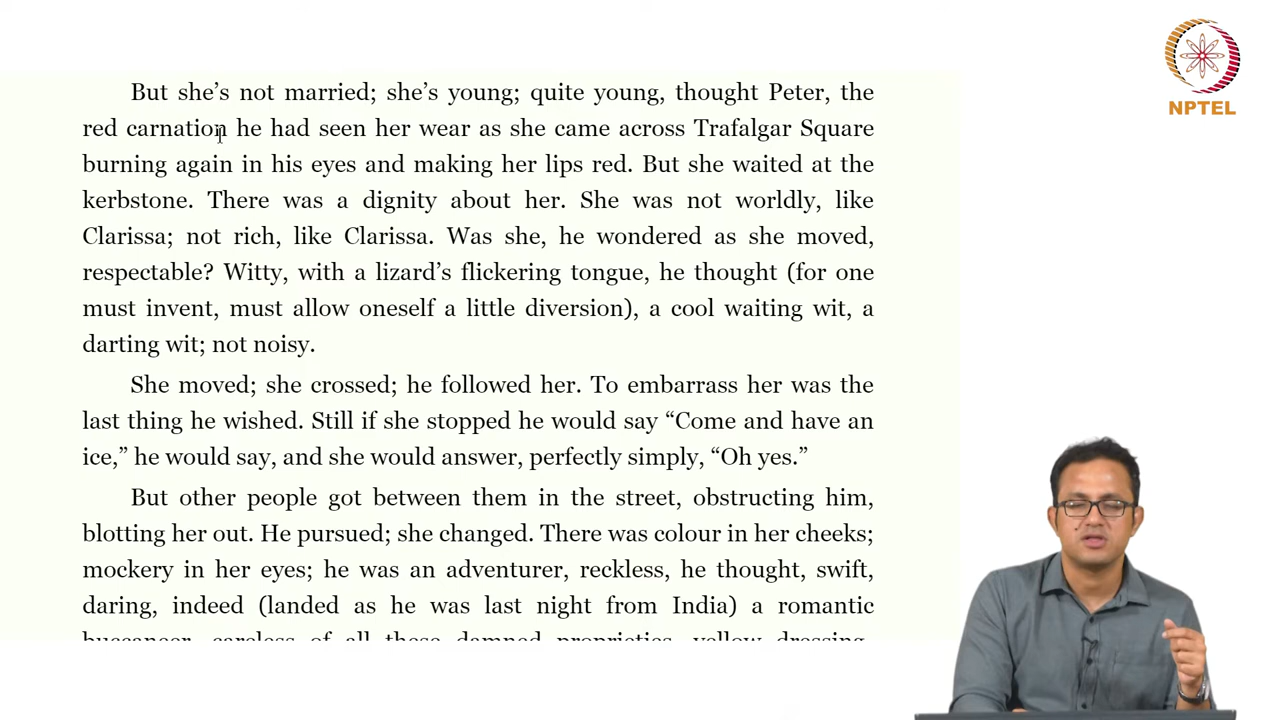 But she’s not married; she’s young; quite young, thought Peter, the
red carnation he had seen her wear as she came across Trafalgar Square
burning again in his eyes and making her lips red. But she waited at the
kerbstone. There was a dignity about her. She was not worldly, like
Clarissa; not rich, like Clarissa. Was she, he wondered as she moved,
respectable? Witty, with a lizard’s flickering tongue, he thought (for one
must invent, must allow oneself a little diversion), a cool waiting wit, a
darting wit; not noisy.
She moved; she crossed; he followed her. To embarrass her was the
last thing he wished. Still if she stopped he would say “Come and have an
ice,” he would say, and she would answer, perfectly simply, “Oh yes.”
But other people got between them in the street, obstructing him,
blotting her out. He pursued; she changed. There was colour in her cheeks;
mockery in her eyes; he was an adventurer, reckless, he thought, swift,
daring, indeed (landed as he was last night from India) a romantic
buccaneer, careless of all these damned proprieties, yellow dressing-
NPTEL